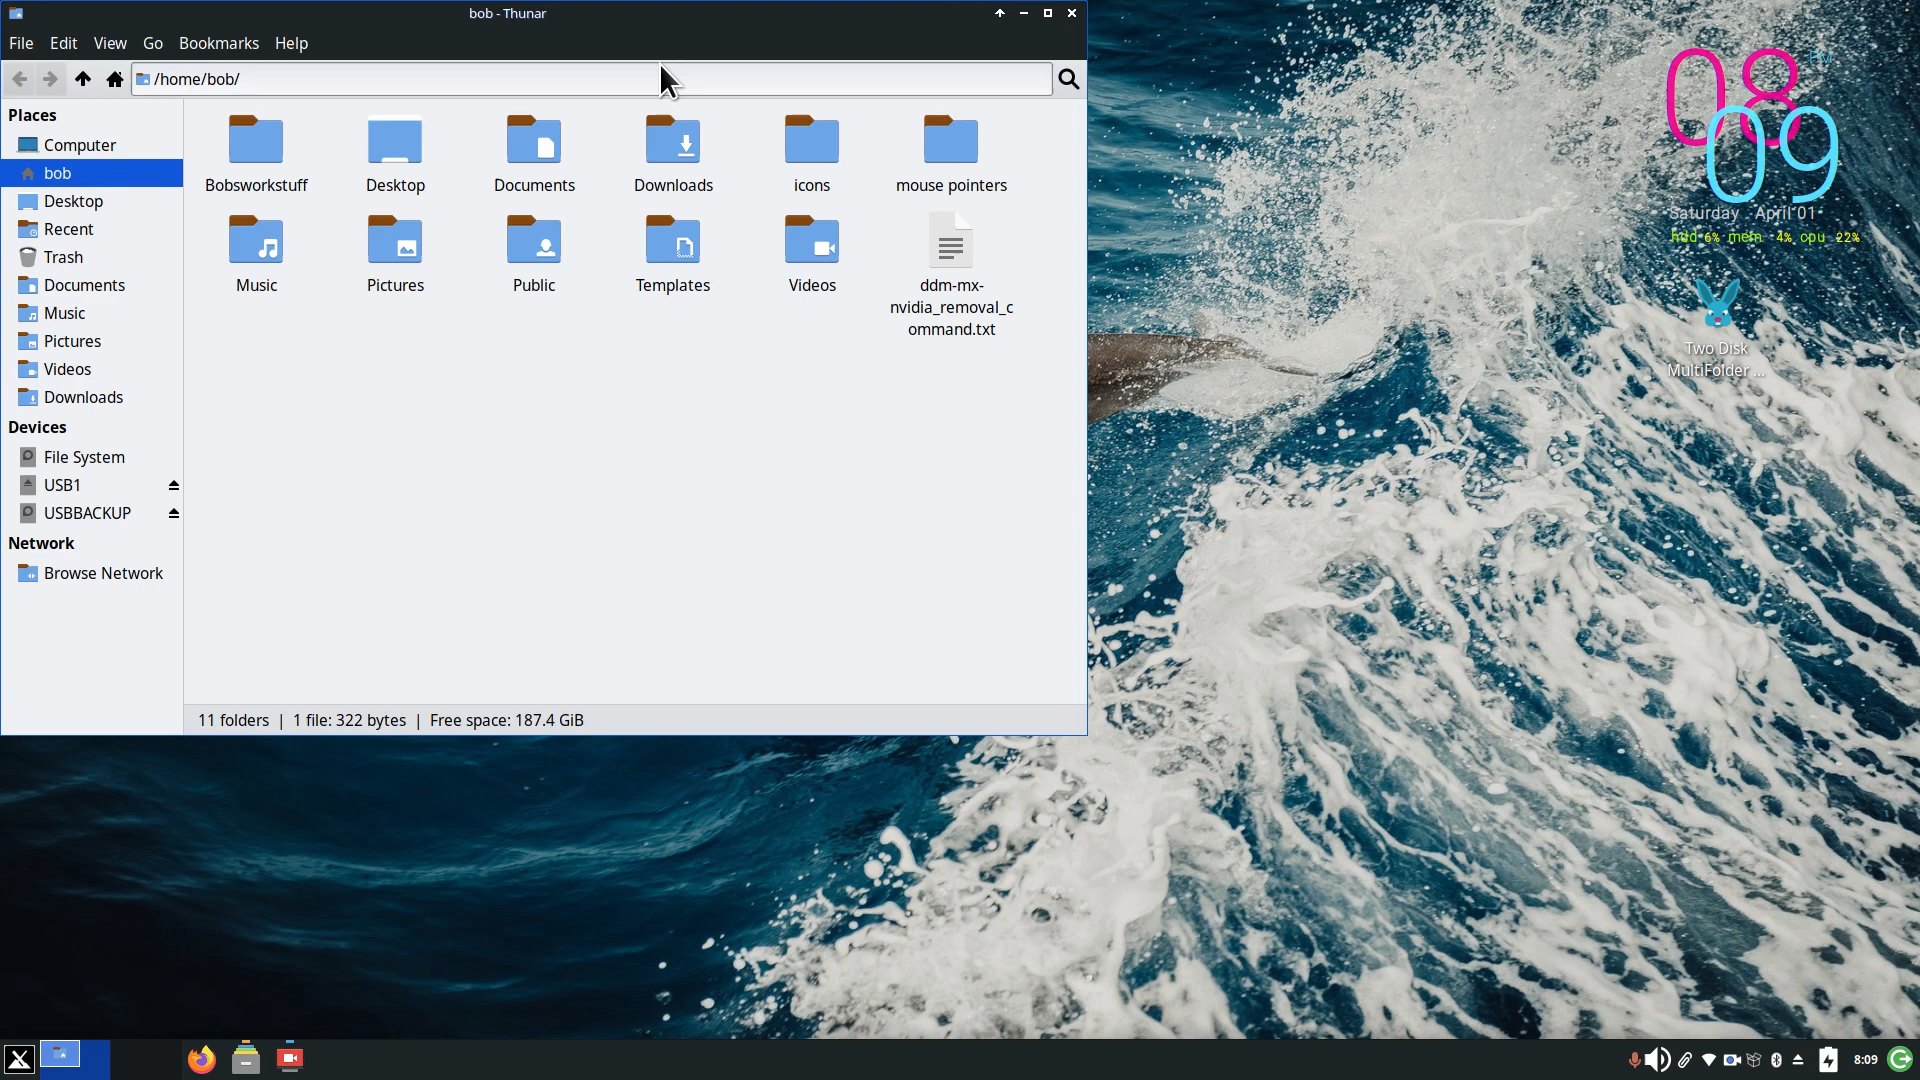 bob - Thunar
File Edit View Go Bookmarks Help
/home/bob/
Places
Computer
bob
Desktop
Recent
Trash
Documents
Music
Pictures
Videos
Downloads
Devices
File System
USB1
USBBACKUP
Network
Browse Network
Bobsworkstuff Desktop Documents Downloads icons mouse pointers
Music Pictures Public Templates Videos ddm-mx-
nvidia_removal_c
ommand.txt
11 folders | 1 file: 322 bytes | Free space: 187.4 GiB
08 PM
09
Saturday April 01
hdd 6% mem 4% cpu 22%
Two Disk
MultiFolder ...
8:09